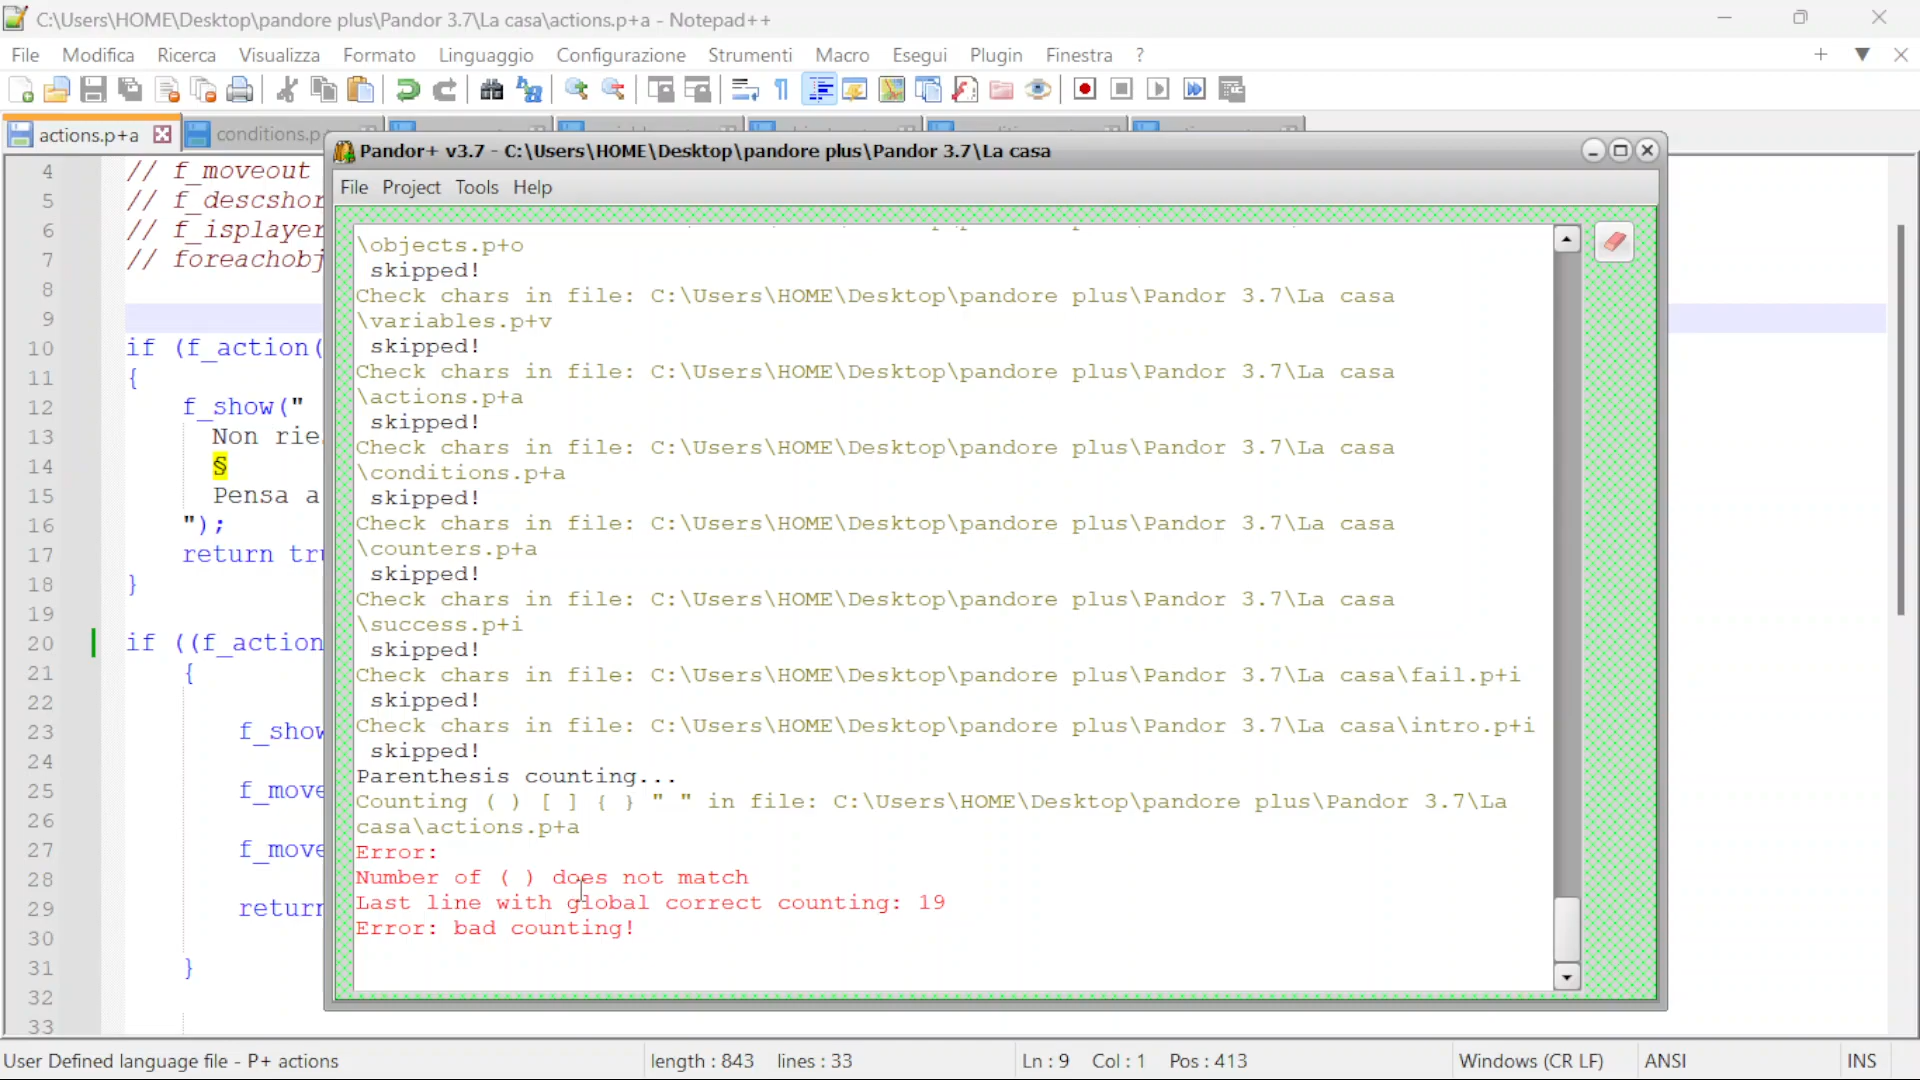 C:\Users\HOME\Desktop\pandore plus\Pandor 3.7\La casa\actions.p+a - Notepad++
File Modifica Ricerca Visualizza Formato Linguaggio Configurazione Strumenti Macro Esegui Plugin Finestra ?
actions.p+a conditions.p
4 // f_moveout
5 // f_descshor
6 // f_isplayer
7 // foreachobj
8
9
10 if (f_action(
11 {
12 f_show("
13 Non rie
14 §
15 Pensa a
16 ");
17 return tru
18 }
19
20 if ((f_action
21 {
22
23 f_show
24
25 f_move
26
27 f_move
28
29 return
30
31 }
32
33
Pandor+ v3.7 - C:\Users\HOME\Desktop\pandore plus\Pandor 3.7\La casa
File Project Tools Help
\objects.p+o
skipped!
Check chars in file: C:\Users\HOME\Desktop\pandore plus\Pandor 3.7\La casa
\variables.p+v
skipped!
Check chars in file: C:\Users\HOME\Desktop\pandore plus\Pandor 3.7\La casa
\actions.p+a
skipped!
Check chars in file: C:\Users\HOME\Desktop\pandore plus\Pandor 3.7\La casa
\conditions.p+a
skipped!
Check chars in file: C:\Users\HOME\Desktop\pandore plus\Pandor 3.7\La casa
\counters.p+a
skipped!
Check chars in file: C:\Users\HOME\Desktop\pandore plus\Pandor 3.7\La casa
\success.p+i
skipped!
Check chars in file: C:\Users\HOME\Desktop\pandore plus\Pandor 3.7\La casa\fail.p+i
skipped!
Check chars in file: C:\Users\HOME\Desktop\pandore plus\Pandor 3.7\La casa\intro.p+i
skipped!
Parenthesis counting...
Counting ( ) [ ] { } " " in file: C:\Users\HOME\Desktop\pandore plus\Pandor 3.7\La
casa\actions.p+a
Error:
Number of ( ) does not match
Last line with global correct counting: 19
Error: bad counting!
User Defined language file - P+ actions length : 843 lines : 33 Ln : 9 Col : 1 Pos : 413 Windows (CR LF) ANSI INS